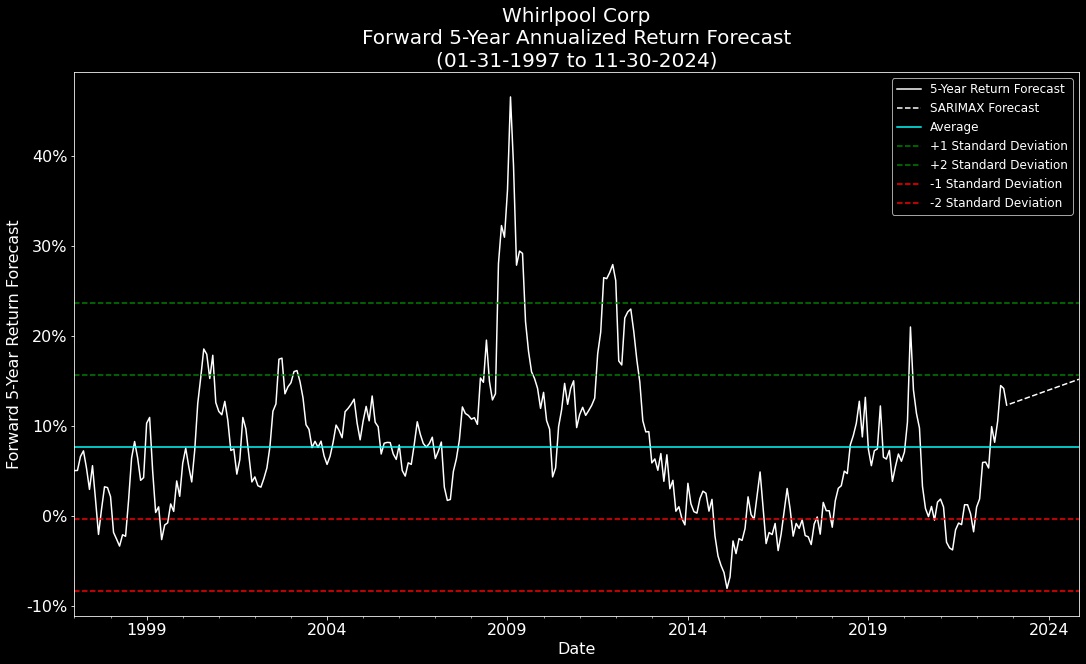 Whirlpool Corp
Forward 5-Year Annualized Return Forecast
(01-31-1997 to 11-30-2024)
5-Year Return Forecast
SARIMAX Forecast
Average
+1 Standard Deviation
+2 Standard Deviation
-1 Standard Deviation
-2 Standard Deviation
Forward 5-Year Return Forecast
40%
30%
20%
10%
0%
-10%
1999 2004 2009 2014 2019 2024
Date